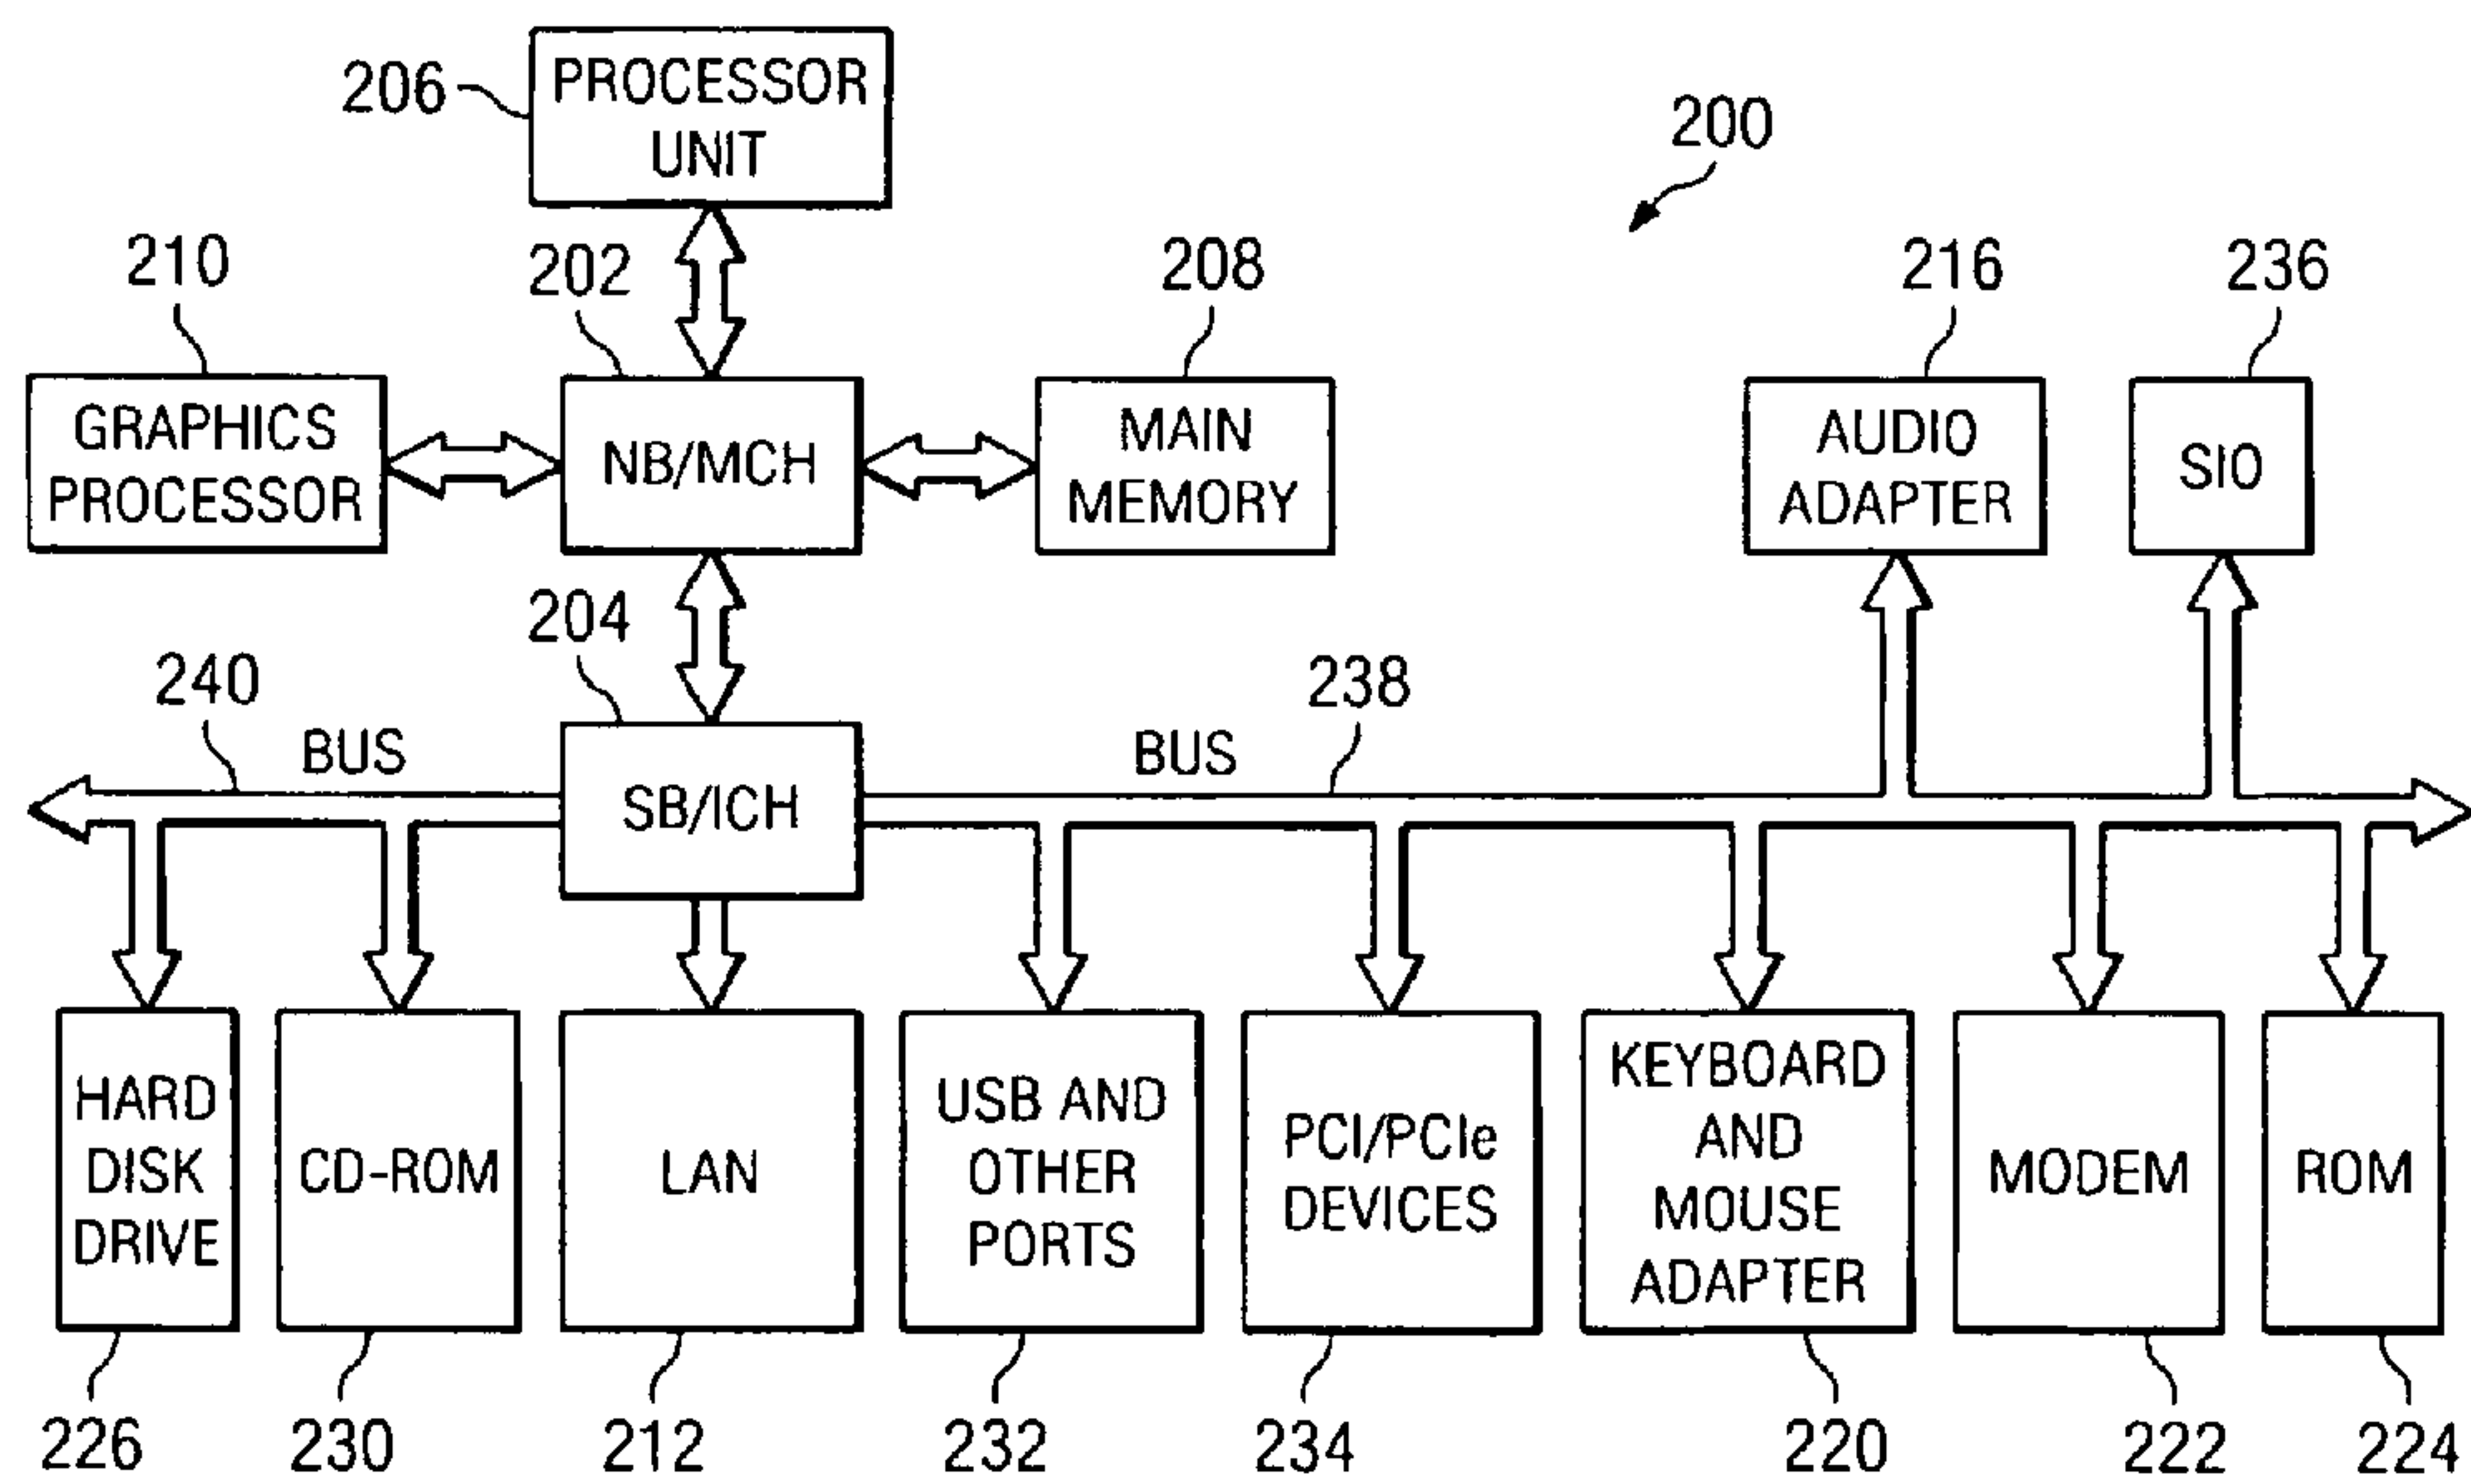 206
PROCESSOR
UNIT
200
210
202
208
216
236
GRAPHICS
PROCESSOR
NB/MCH
MAIN
MEMORY
AUDIO
ADAPTER
SIO
204
240
BUS
238
BUS
SB/ICH
HARD
DISK
DRIVE
CD-ROM
LAN
USB AND
OTHER
PORTS
PCI/PCIe
DEVICES
KEYBOARD
AND
MOUSE
ADAPTER
MODEM
ROM
226
230
212
232
234
220
222
224